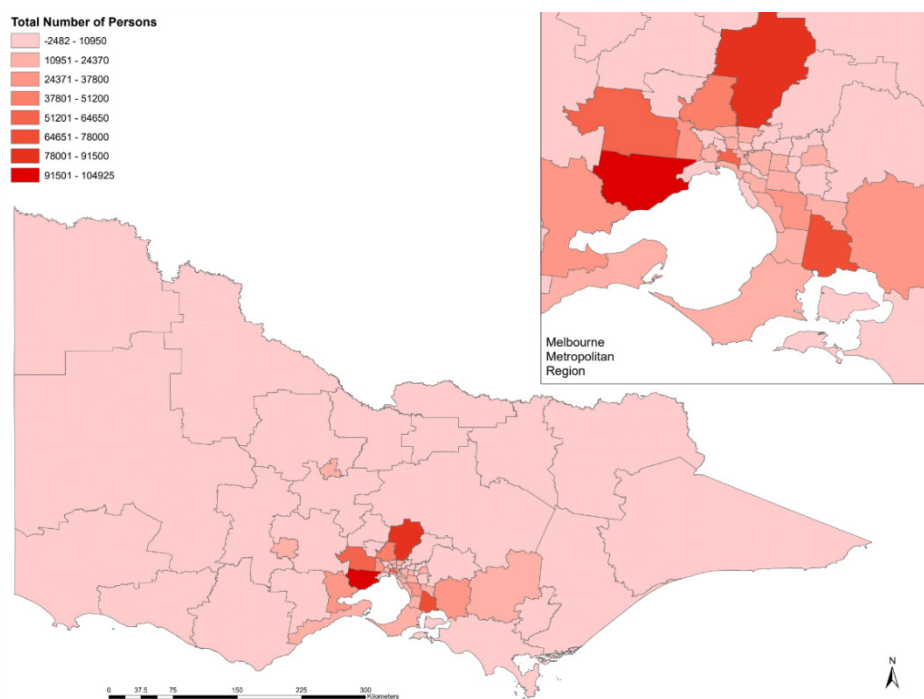 Total Number of Persons
-2482 - 10950
10951 - 24370
24371 - 37800
37801 - 51200
51201 - 64650
64651 - 78000
78001 - 91500
91501 - 104925
Melbourne
Metropolitan
Region
N
0 37.5 75 150 225 300
Kilometers